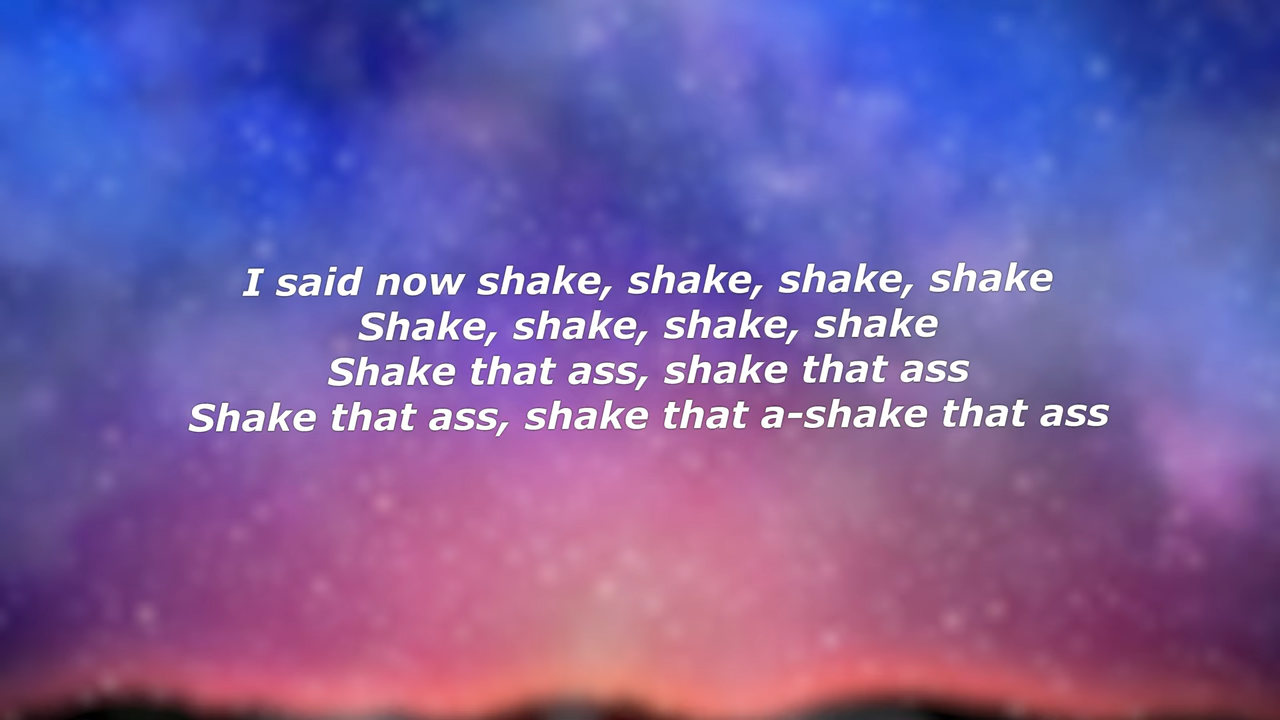 I said now shake, shake, shake, shake
Shake, shake, shake, shake
Shake that ass, shake that ass
Shake that ass, shake that a-shake that ass